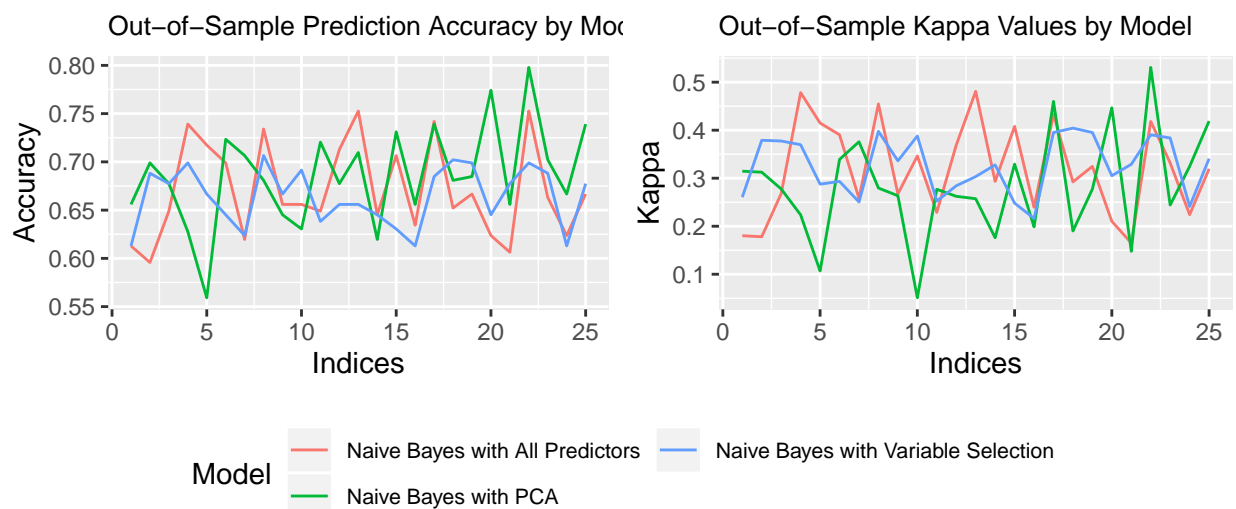 Out−of−Sample Prediction Accuracy by Mod
Out−of−Sample Kappa Values by Model
Accuracy
0.80
0.75
0.70
0.65
0.60
0.55
0 5 10 15 20 25
Indices
Kappa
0.5
0.4
0.3
0.2
0.1
0 5 10 15 20 25
Indices
Model
Naive Bayes with All Predictors
Naive Bayes with Variable Selection
Naive Bayes with PCA